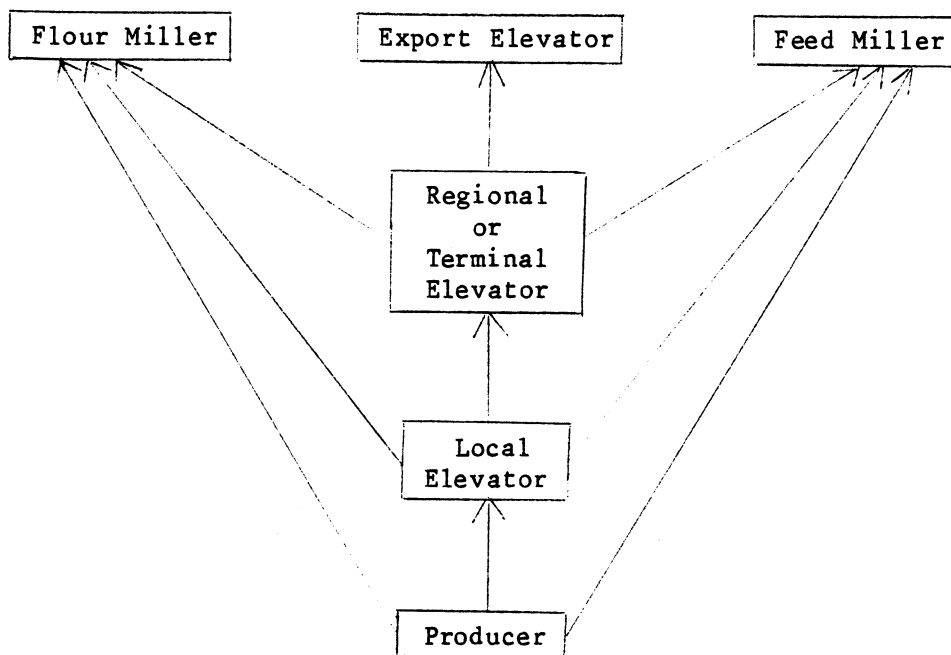 Flour Miller
Export Elevator
Feed Miller
Regional
or
Terminal
Elevator
Local
Elevator
Producer